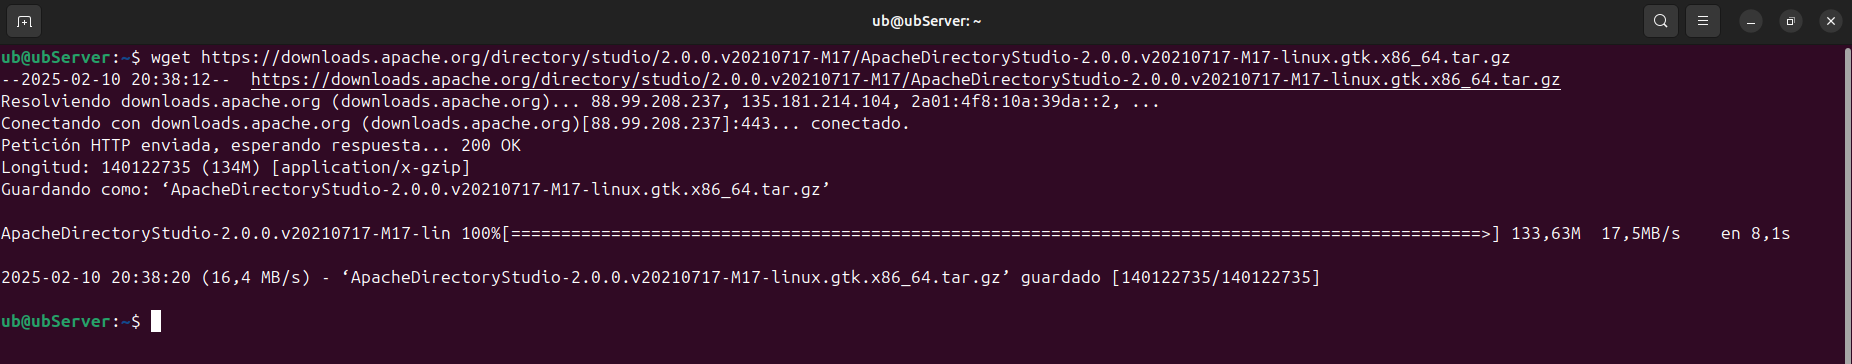 ub@ubServer: ~
ub@ubServer:~$ wget https://downloads.apache.org/directory/studio/2.0.0.v20210717-M17/ApacheDirectoryStudio-2.0.0.v20210717-M17-linux.gtk.x86_64.tar.gz
--2025-02-10 20:38:12--  https://downloads.apache.org/directory/studio/2.0.0.v20210717-M17/ApacheDirectoryStudio-2.0.0.v20210717-M17-linux.gtk.x86_64.tar.gz
Resolviendo downloads.apache.org (downloads.apache.org)... 88.99.208.237, 135.181.214.104, 2a01:4f8:10a:39da::2, ...
Conectando con downloads.apache.org (downloads.apache.org)[88.99.208.237]:443... conectado.
Petición HTTP enviada, esperando respuesta... 200 OK
Longitud: 140122735 (134M) [application/x-gzip]
Guardando como: ‘ApacheDirectoryStudio-2.0.0.v20210717-M17-linux.gtk.x86_64.tar.gz’
ApacheDirectoryStudio-2.0.0.v20210717-M17-lin 100%[=================================================================================================>] 133,63M  17,5MB/s    en 8,1s
2025-02-10 20:38:20 (16,4 MB/s) - ‘ApacheDirectoryStudio-2.0.0.v20210717-M17-linux.gtk.x86_64.tar.gz’ guardado [140122735/140122735]
ub@ubServer:~$